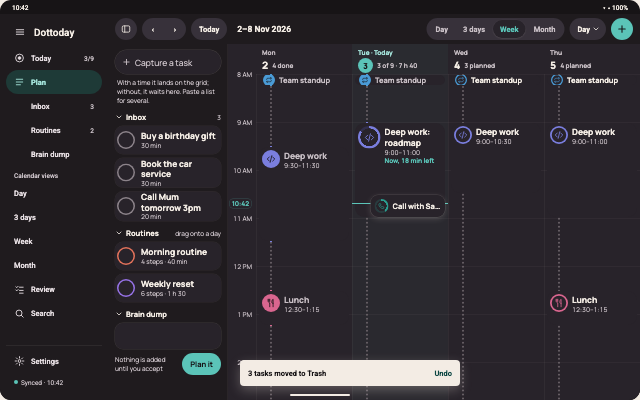 10:42
100%
Dottoday
Today 3/9
Plan
Inbox 3
Routines 2
Brain dump
Calendar views
Day
3 days
Week
Month
Review
Search
Settings
Synced · 10:42
Today
2–8 Nov 2026
Day
3 days
Week
Month
Day
+ Capture a task
With a time it lands on the grid;
without, it waits here. Paste a list
for several.
Inbox 3
Buy a birthday gift
30 min
Book the car
service
30 min
Call Mum
tomorrow 3pm
20 min
Routines drag onto a day
Morning routine
4 steps · 40 min
Weekly reset
6 steps · 1 h 30
Brain dump
Nothing is added
until you accept
Plan it
Mon
2 4 done
Tue · Today
3 3 of 9 · 7 h 40
Wed
4 3 planned
Thu
5 4 planned
8 AM
9 AM
10 AM
10:42
11 AM
12 PM
1 PM
Team standup
Deep work
9:30–11:30
Lunch
12:30–1:15
Team standup
Deep work:
roadmap
9:00–11:00
Now, 18 min left
Call with Sa…
Team standup
Deep work
9:00–10:30
Team standup
Deep work
9:00–11:00
Lunch
12:30–1:15
3 tasks moved to Trash
Undo